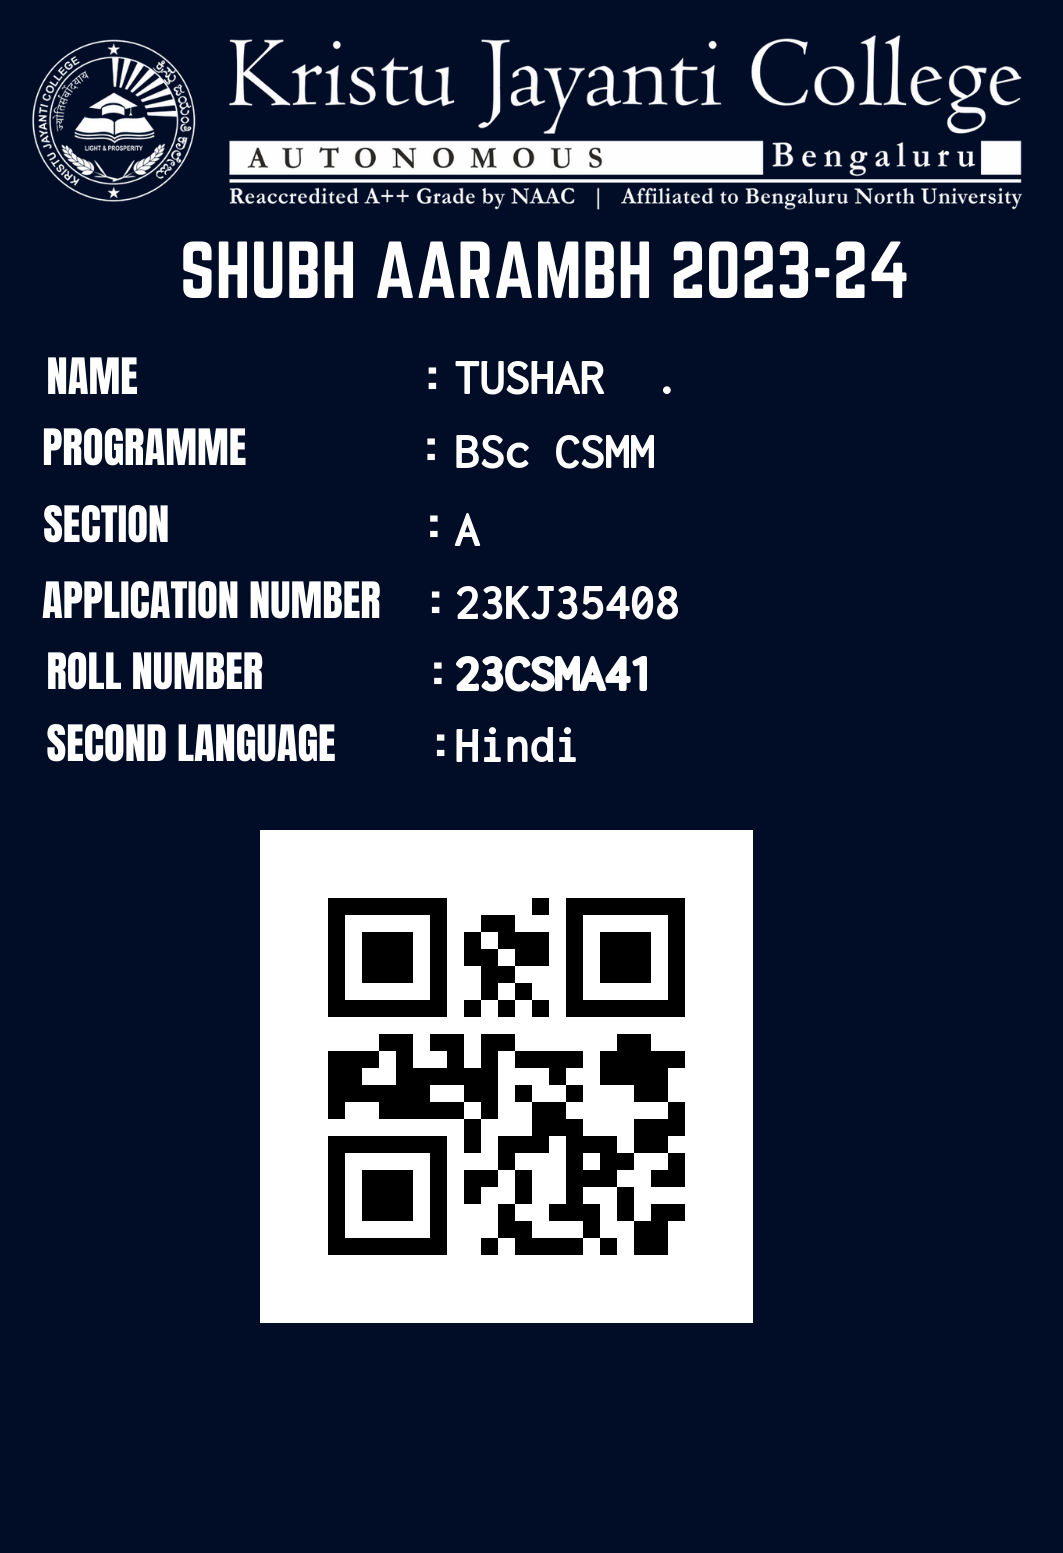 Kristu Jayanti College
AUTONOMOUS Bengaluru
Reaccredited A++ Grade by NAAC | Affiliated to Bengaluru North University
KRISTU JAYANTI COLLEGE
LIGHT & PROSPERITY
SHUBH AARAMBH 2023-24
NAME : TUSHAR .
PROGRAMME : BSc CSMM
SECTION : A
APPLICATION NUMBER : 23KJ35408
ROLL NUMBER : 23CSMA41
SECOND LANGUAGE : Hindi